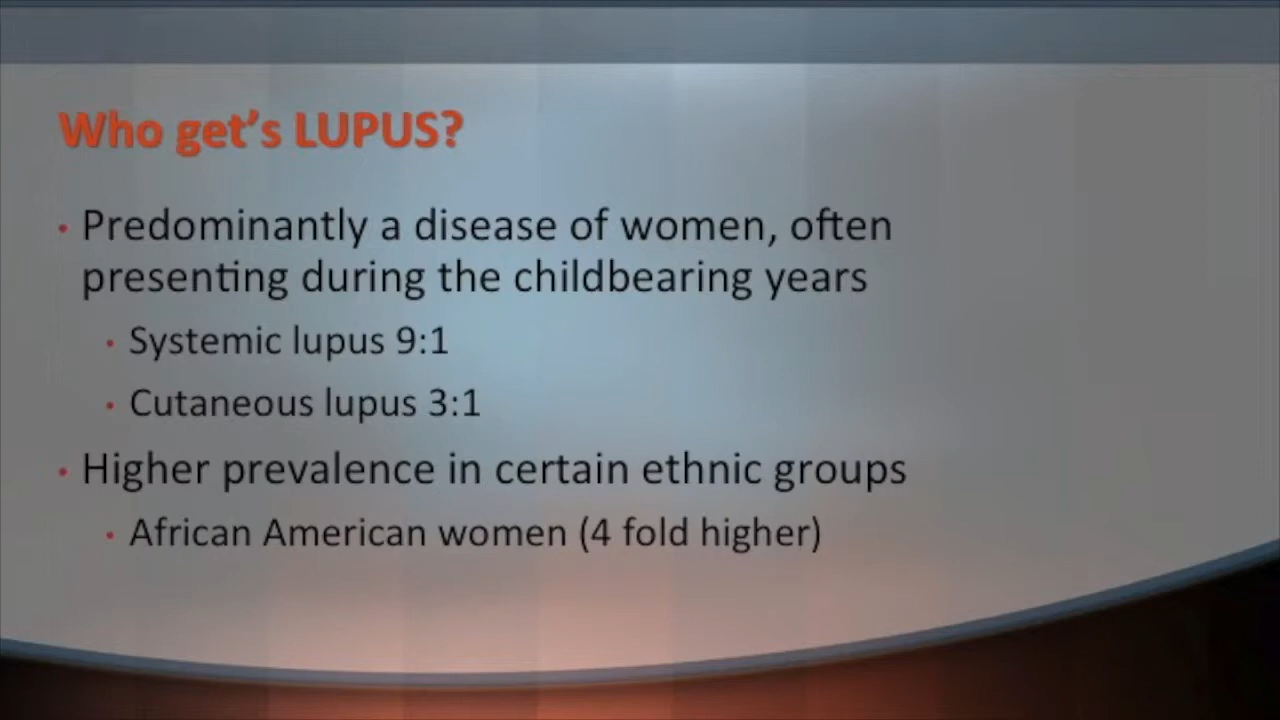 Who get's LUPUS?
• Predominantly a disease of women, often
presenting during the childbearing years
• Systemic lupus 9:1
• Cutaneous lupus 3:1
• Higher prevalence in certain ethnic groups
• African American women (4 fold higher)